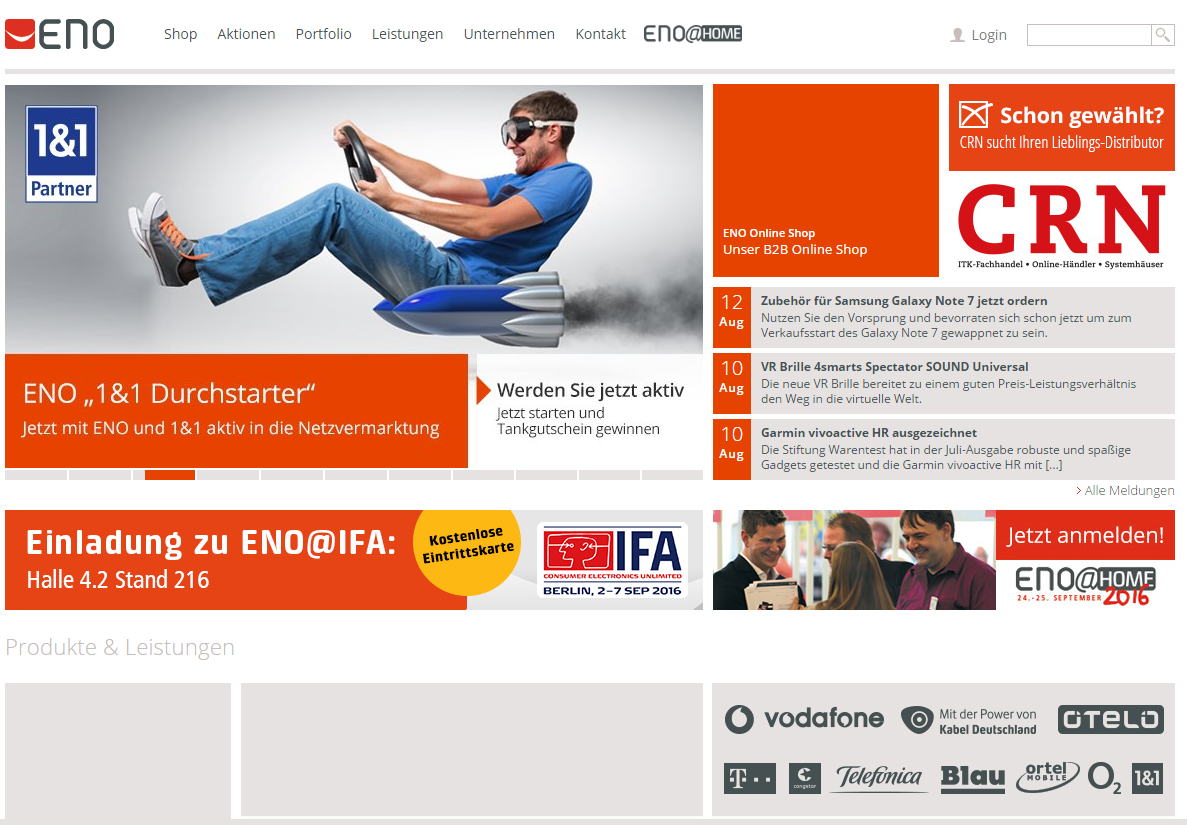 ENO
Shop Aktionen Portfolio Leistungen Unternehmen Kontakt ENO@HOME
Login
1&1
Partner
ENO „1&1 Durchstarter“
Jetzt mit ENO und 1&1 aktiv in die Netzvermarktung
Werden Sie jetzt aktiv
Jetzt starten und
Tankgutschein gewinnen
ENO Online Shop
Unser B2B Online Shop
Schon gewählt?
CRN sucht Ihren Lieblings-Distributor
CRN
ITK-Fachhandel • Online-Händler • Systemhäuser
12
Aug
Zubehör für Samsung Galaxy Note 7 jetzt ordern
Nutzen Sie den Vorsprung und bevorraten sich schon jetzt um zum
Verkaufsstart des Galaxy Note 7 gewappnet zu sein.
10
Aug
VR Brille 4smarts Spectator SOUND Universal
Die neue VR Brille bereitet zu einem guten Preis-Leistungsverhältnis
den Weg in die virtuelle Welt.
10
Aug
Garmin vivoactive HR ausgezeichnet
Die Stiftung Warentest hat in der Juli-Ausgabe robuste und spaßige
Gadgets getestet und die Garmin vivoactive HR mit [...]
Alle Meldungen
Einladung zu ENO@IFA:
Halle 4.2 Stand 216
Kostenlose
Eintrittskarte
IFA
CONSUMER ELECTRONICS UNLIMITED
BERLIN, 2-7 SEP 2016
Jetzt anmelden!
ENO@HOME
24.-25. SEPTEMBER 2016
Produkte & Leistungen
vodafone
Mit der Power von
Kabel Deutschland
OTELO
T
congstar
Telefónica
Blau
ortel
MOBILE
O2
1&1